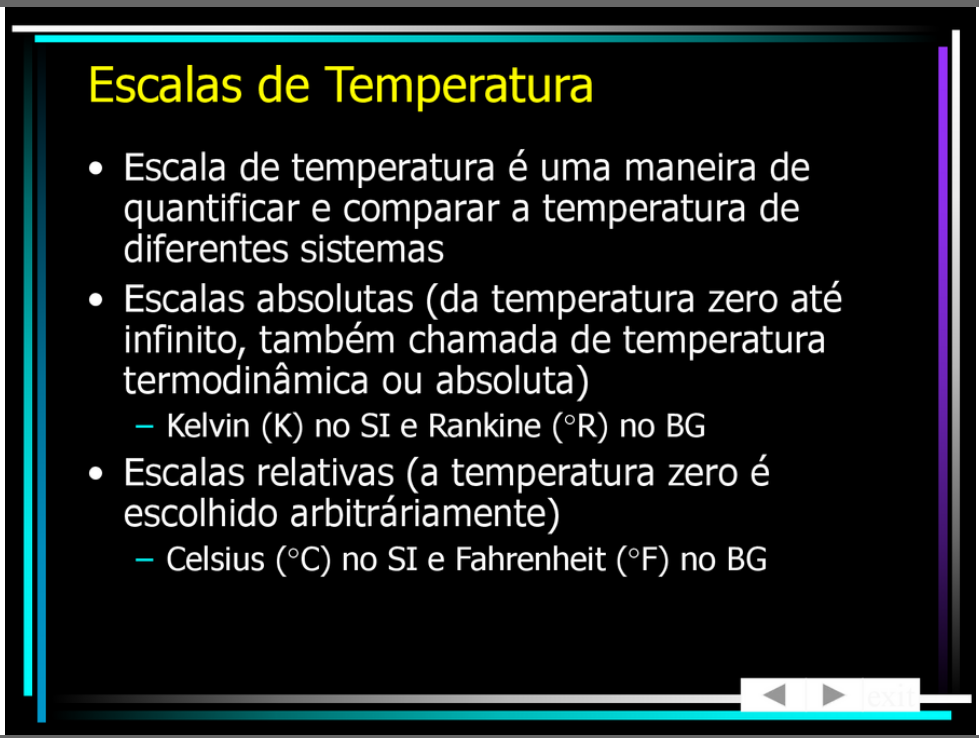 Escalas de Temperatura
• Escala de temperatura é uma maneira de
quantificar e comparar a temperatura de
diferentes sistemas
• Escalas absolutas (da temperatura zero até
infinito, também chamada de temperatura
termodinâmica ou absoluta)
– Kelvin (K) no SI e Rankine (°R) no BG
• Escalas relativas (a temperatura zero é
escolhido arbitráriamente)
– Celsius (°C) no SI e Fahrenheit (°F) no BG
exit